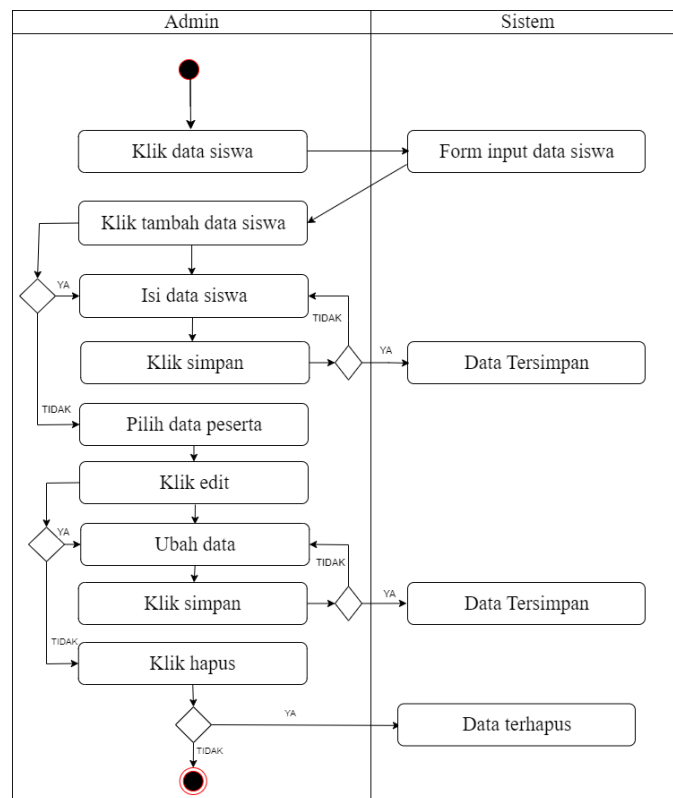 Admin
Sistem
Klik data siswa
Form input data siswa
Klik tambah data siswa
YA
Isi data siswa
TIDAK
Klik simpan
YA
Data Tersimpan
TIDAK
Pilih data peserta
Klik edit
YA
Ubah data
TIDAK
Klik simpan
YA
Data Tersimpan
TIDAK
Klik hapus
YA
Data terhapus
TIDAK